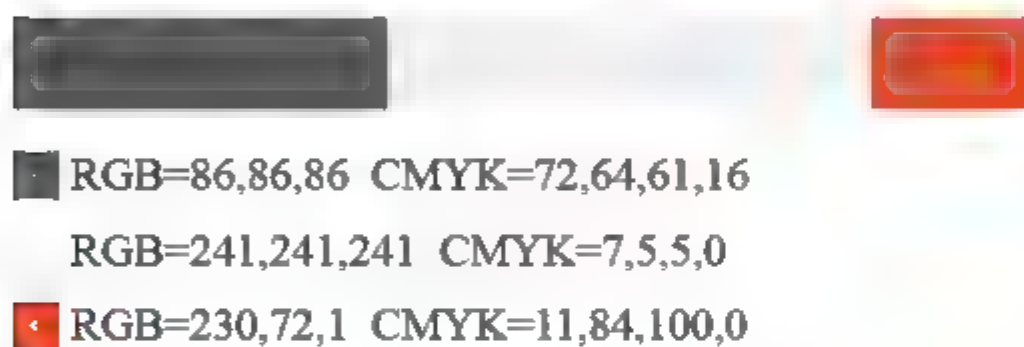 RGB=86,86,86 CMYK=72,64,61,16
RGB=241,241,241 CMYK=7,5,5,0
RGB=230,72,1 CMYK=11,84,100,0